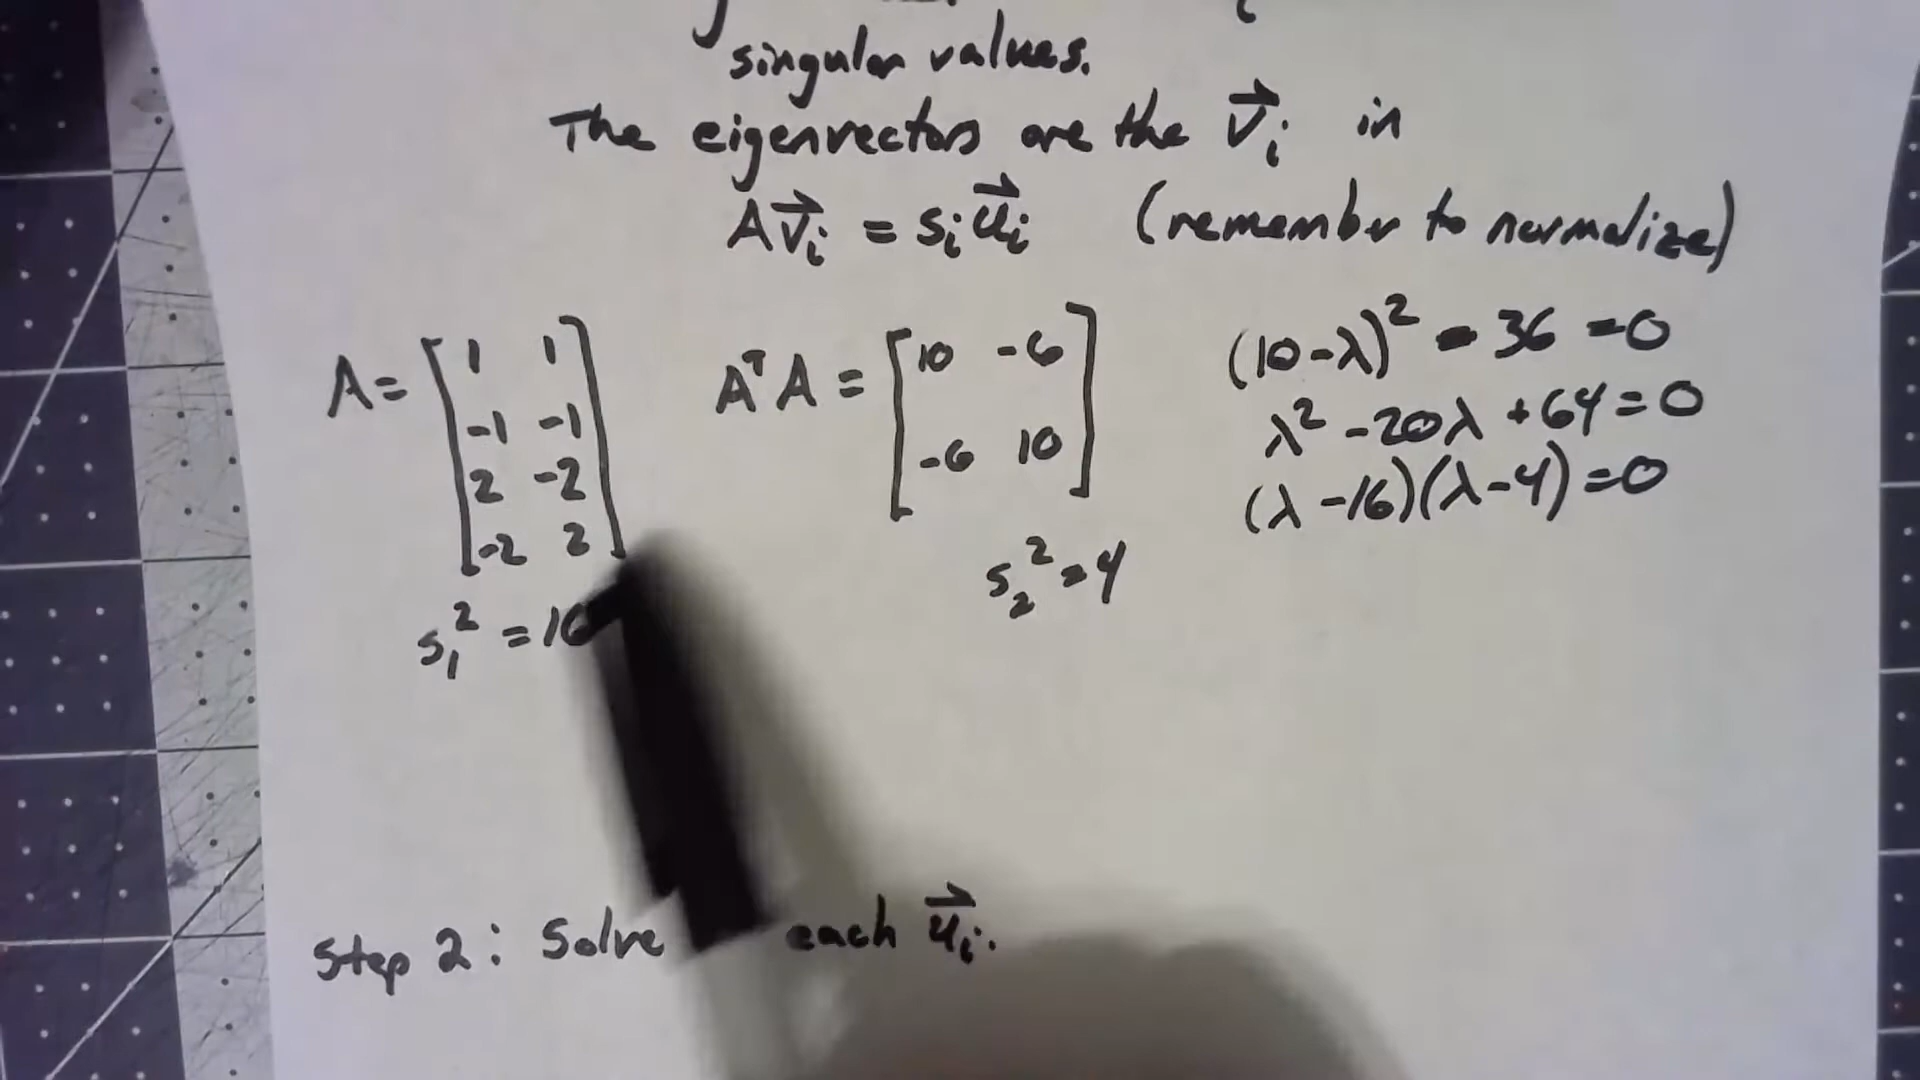 singular values.
The eigenvectors are the v⃗ᵢ in
Av⃗ᵢ = sᵢu⃗ᵢ (remember to normalize)
A = [1 1; -1 -1; 2 -2; -2 2]
AᵀA = [10 -6; -6 10]
(10-λ)² - 36 = 0
λ² - 20λ + 64 = 0
(λ-16)(λ-4) = 0
s₁² = 16
s₂² = 4
Step 2: Solve each u⃗ᵢ.